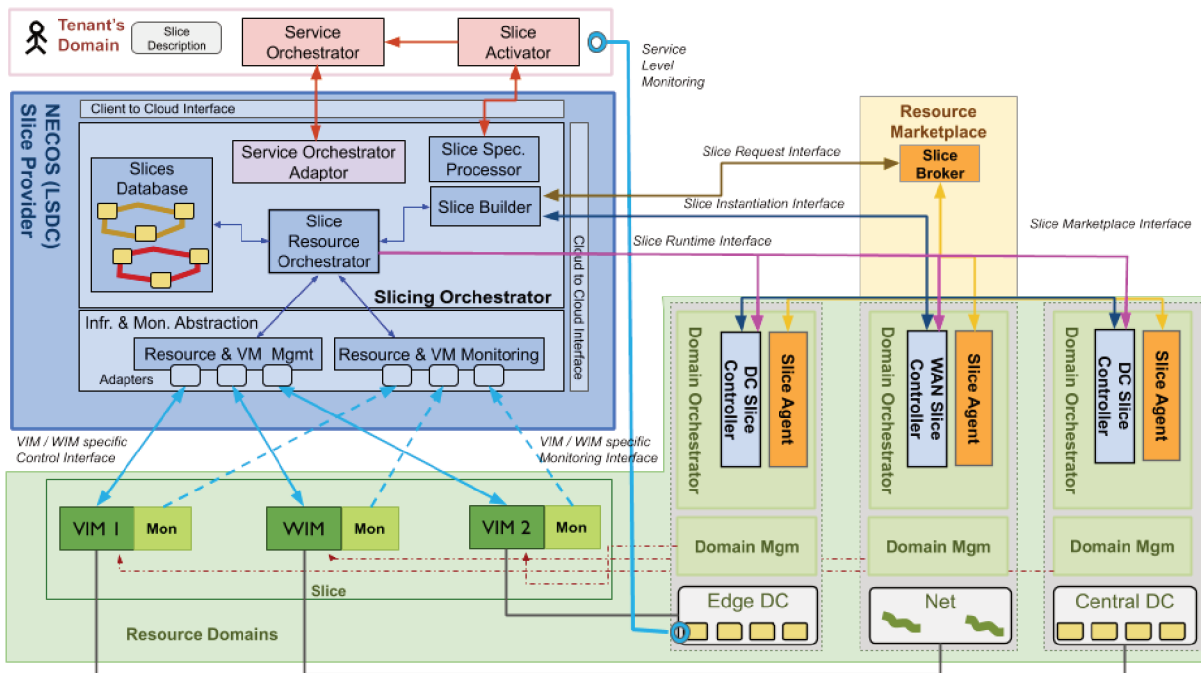 Tenant's
Domain
Slice
Description
Service
Orchestrator
Slice
Activator
Service
Level
Monitoring
NECOS (LSDC)
Slice Provider
Client to Cloud Interface
Cloud to Cloud Interface
Slices
Database
Service Orchestrator
Adaptor
Slice Spec.
Processor
Slice Builder
Slice
Resource
Orchestrator
Slicing Orchestrator
Infr. & Mon. Abstraction
Resource & VM Mgmt
Resource & VM Monitoring
Adapters
Resource
Marketplace
Slice
Broker
Slice Request Interface
Slice Instantiation Interface
Slice Runtime Interface
Slice Marketplace Interface
VIM / WIM specific
Control Interface
VIM / WIM specific
Monitoring Interface
VIM 1
Mon
WIM
Mon
VIM 2
Mon
Slice
Resource Domains
Domain Orchestrator
DC Slice
Controller
Slice Agent
Domain Mgm
Edge DC
Domain Orchestrator
WAN Slice
Controller
Slice Agent
Domain Mgm
Net
Domain Orchestrator
DC Slice
Controller
Slice Agent
Domain Mgm
Central DC